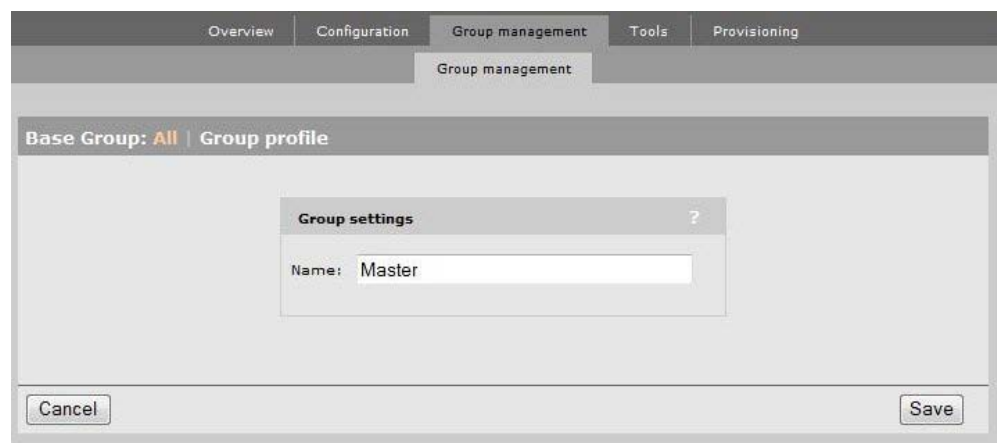 Overview Configuration Group management Tools Provisioning
Group management
Base Group: All | Group profile
Group settings ?
Name: Master
Cancel Save